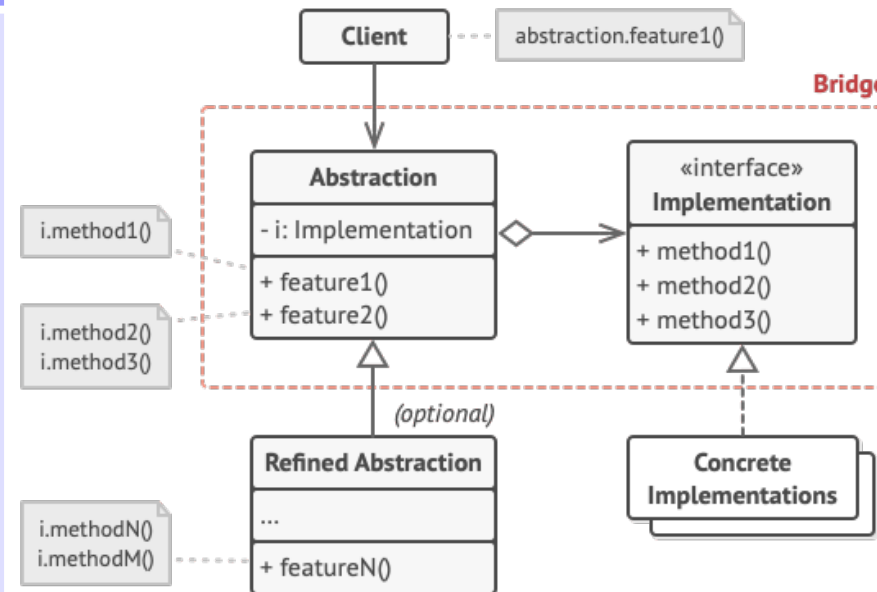 Client
abstraction.feature1()
Bridge
Abstraction
- i: Implementation
+ feature1()
+ feature2()
«interface»
Implementation
+ method1()
+ method2()
+ method3()
i.method1()
i.method2()
i.method3()
(optional)
Refined Abstraction
...
+ featureN()
Concrete
Implementations
i.methodN()
i.methodM()